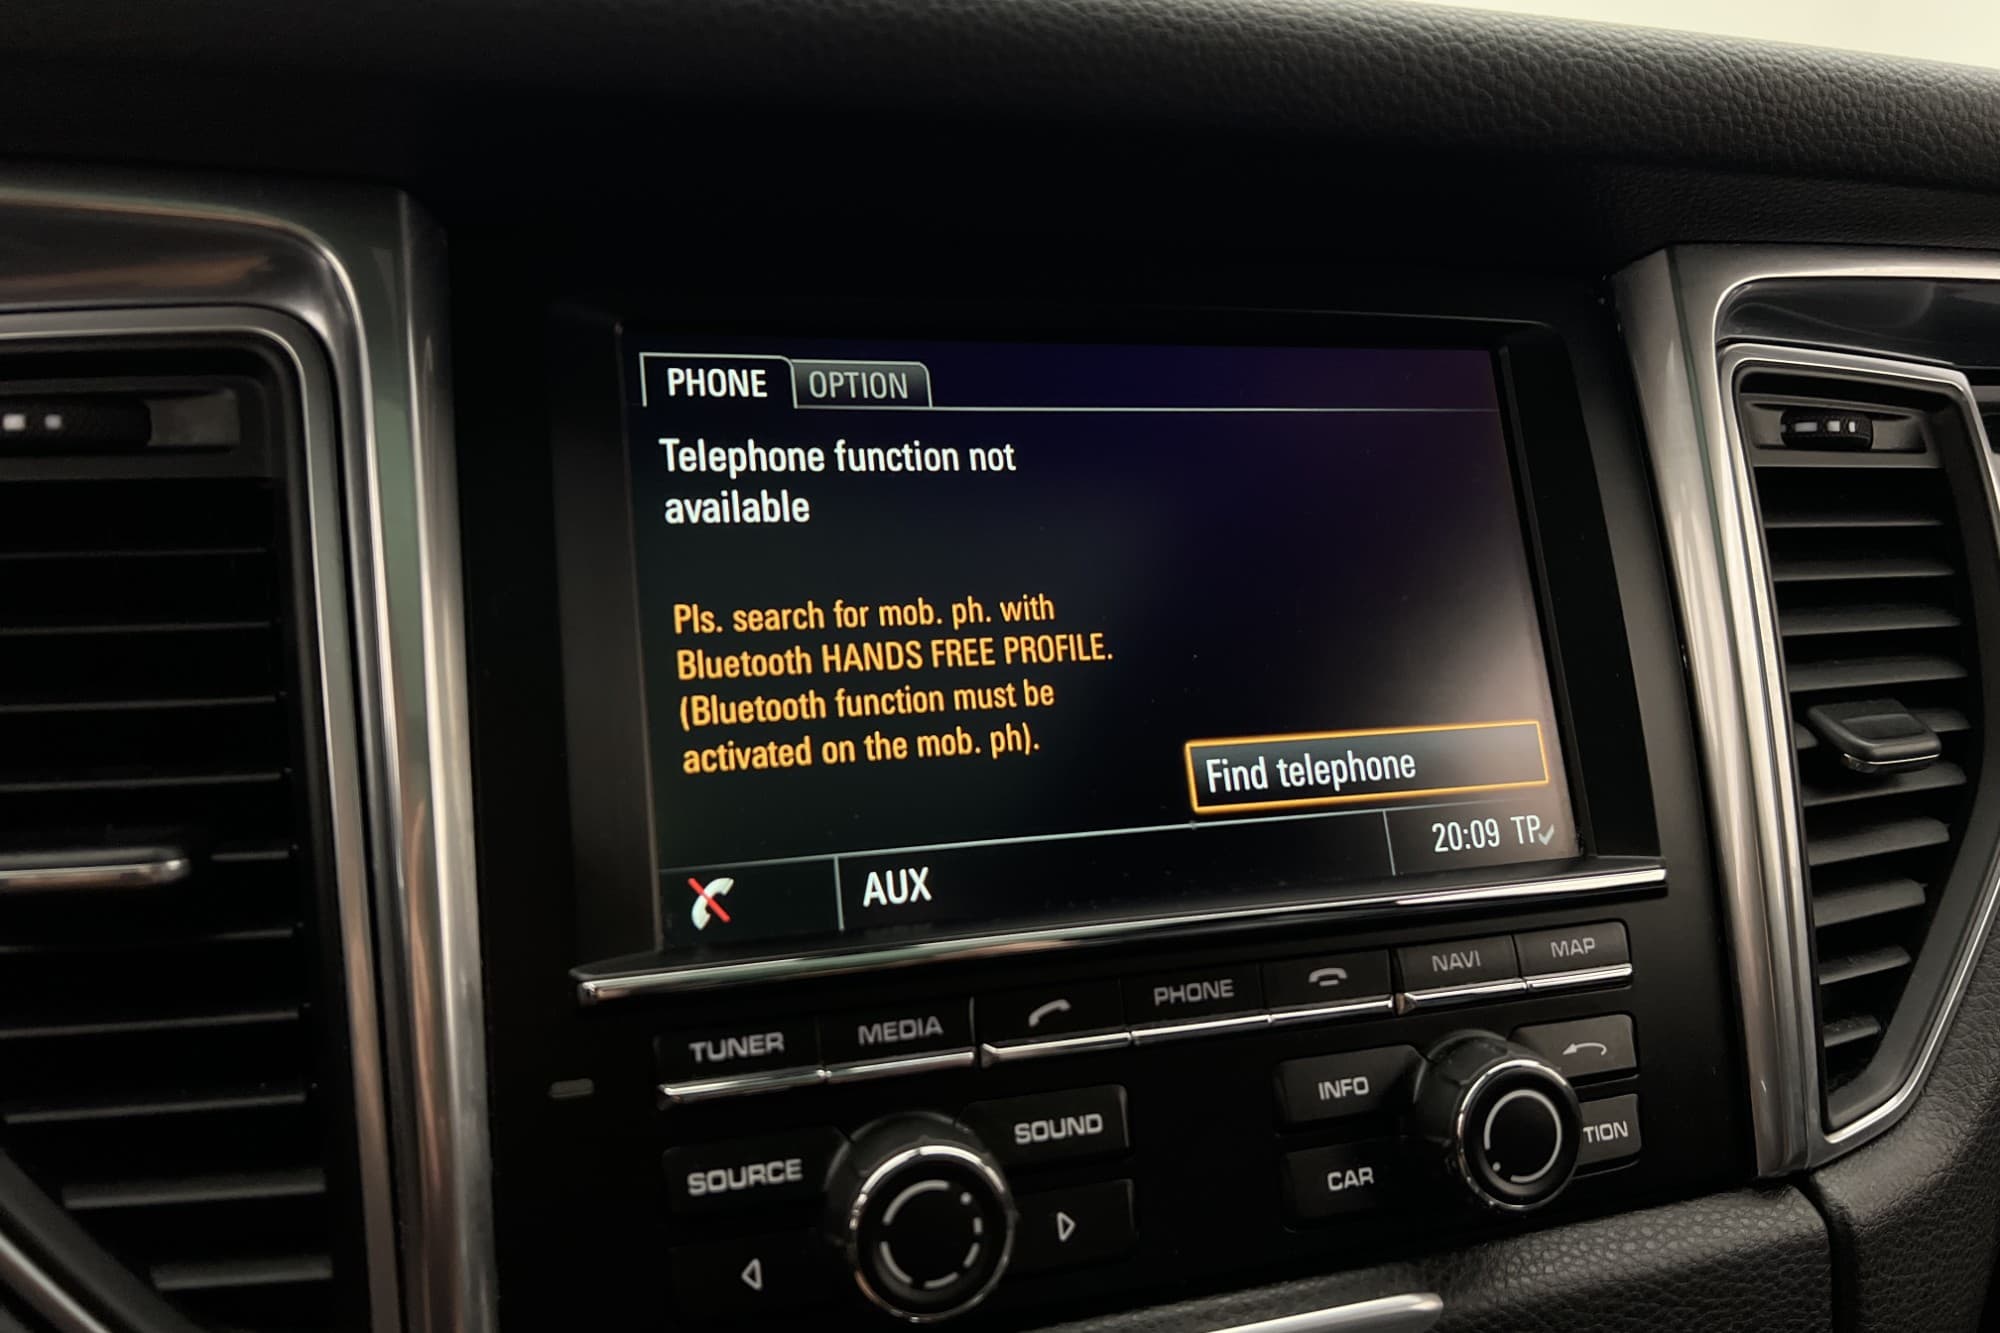 PHONE OPTION
Telephone function not
available
Pls. search for mob. ph. with
Bluetooth HANDS FREE PROFILE.
(Bluetooth function must be
activated on the mob. ph).
Find telephone
AUX
20:09 TP
TUNER MEDIA PHONE NAVI MAP
SOURCE SOUND INFO
CAR TION